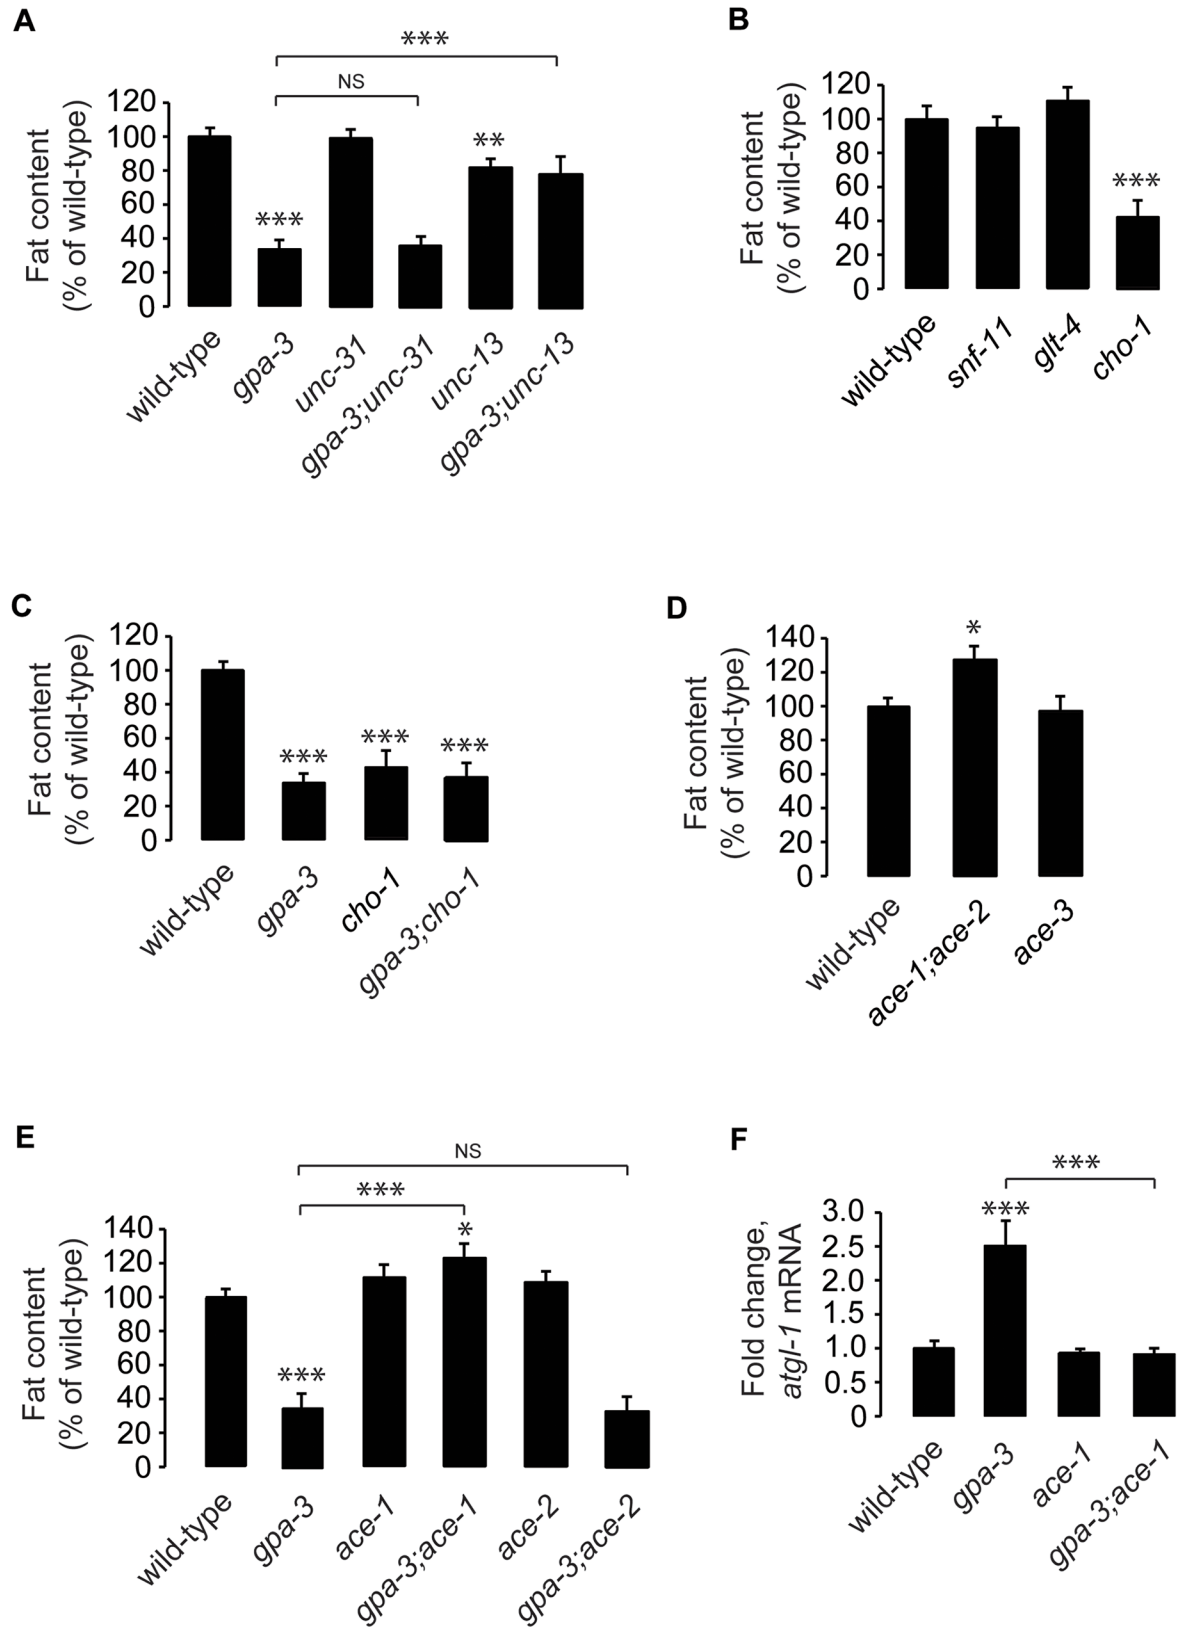 A
***
NS
Fat content
(% of wild-type)
120
100
80
60
40
20
0
***
**
wild-type
gpa-3
unc-31
gpa-3;unc-31
unc-13
gpa-3;unc-13
B
Fat content
(% of wild-type)
120
100
80
60
40
20
0
***
wild-type
snf-11
glt-4
cho-1
C
Fat content
(% of wild-type)
120
100
80
60
40
20
0
***
***
***
wild-type
gpa-3
cho-1
gpa-3;cho-1
D
Fat content
(% of wild-type)
140
120
100
80
60
40
20
0
*
wild-type
ace-1;ace-2
ace-3
E
NS
***
*
Fat content
(% of wild-type)
140
120
100
80
60
40
20
0
***
wild-type
gpa-3
ace-1
gpa-3;ace-1
ace-2
gpa-3;ace-2
F
***
***
Fold change,
atgl-1 mRNA
3.0
2.5
2.0
1.5
1.0
0.5
0
wild-type
gpa-3
ace-1
gpa-3;ace-1